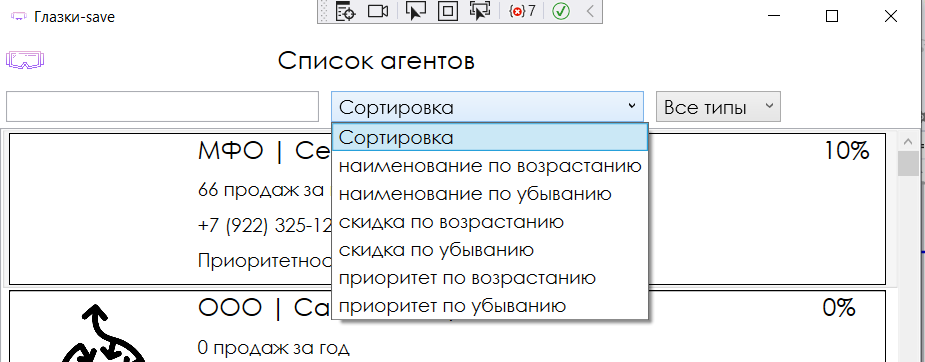 Глазки-save
7
Список агентов
Сортировка
Все типы
Сортировка
наименование по возрастанию
наименование по убыванию
скидка по возрастанию
скидка по убыванию
приоритет по возрастанию
приоритет по убыванию
МФО | Се
10%
66 продаж за
+7 (922) 325-12
Приоритетнос
ООО | Са
0%
0 продаж за год